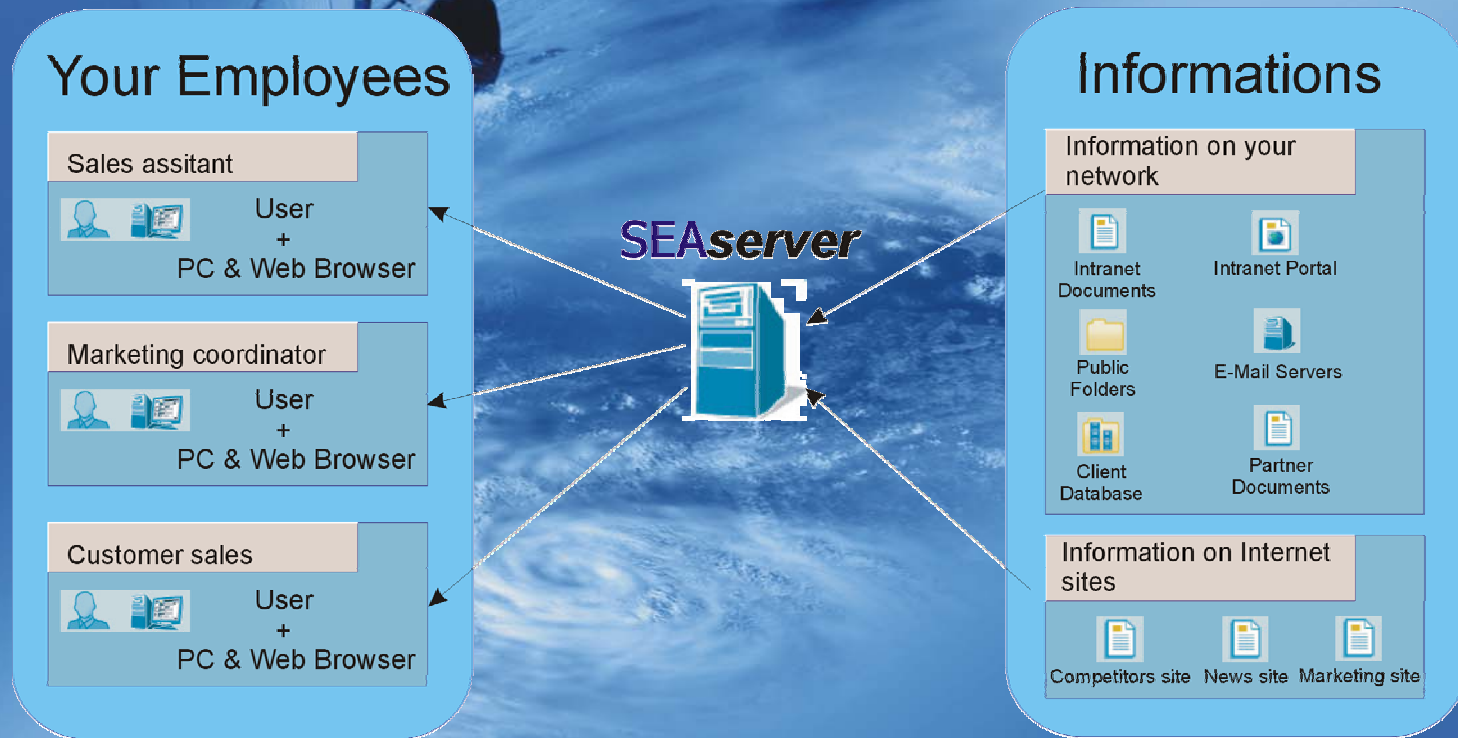 Your Employees
Sales assitant
User
+
PC & Web Browser
Marketing coordinator
User
+
PC & Web Browser
Customer sales
User
+
PC & Web Browser
SEAserver
Informations
Information on your
network
Intranet
Documents
Intranet Portal
Public
Folders
E-Mail Servers
Client
Database
Partner
Documents
Information on Internet
sites
Competitors site
News site
Marketing site